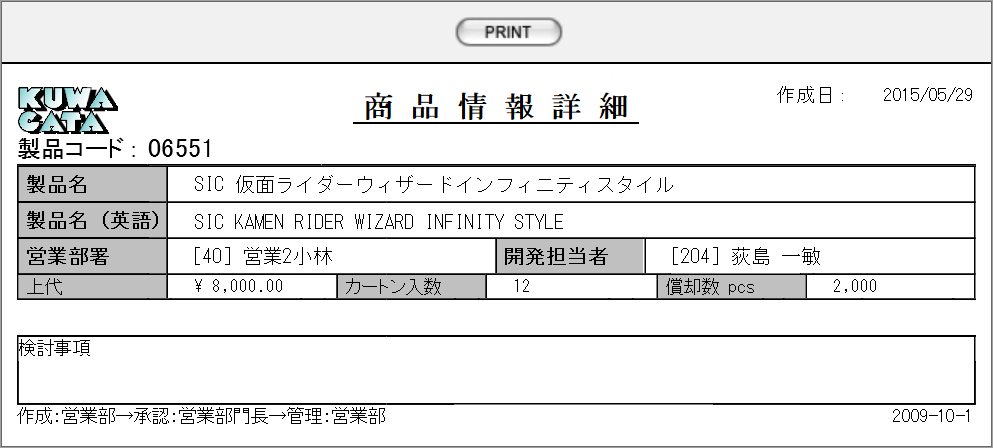 PRINT
KUWA
GATA
商品情報詳細
作成日: 2015/05/29
製品コード: 06551
製品名 SIC 仮面ライダーウィザードインフィニティスタイル
製品名（英語） SIC KAMEN RIDER WIZARD INFINITY STYLE
営業部署 [40] 営業2小林 開発担当者 [204] 荻島 一敏
上代 ¥ 8,000.00 カートン入数 12 償却数 pcs 2,000
検討事項
作成:営業部→承認:営業部門長→管理:営業部 2009-10-1